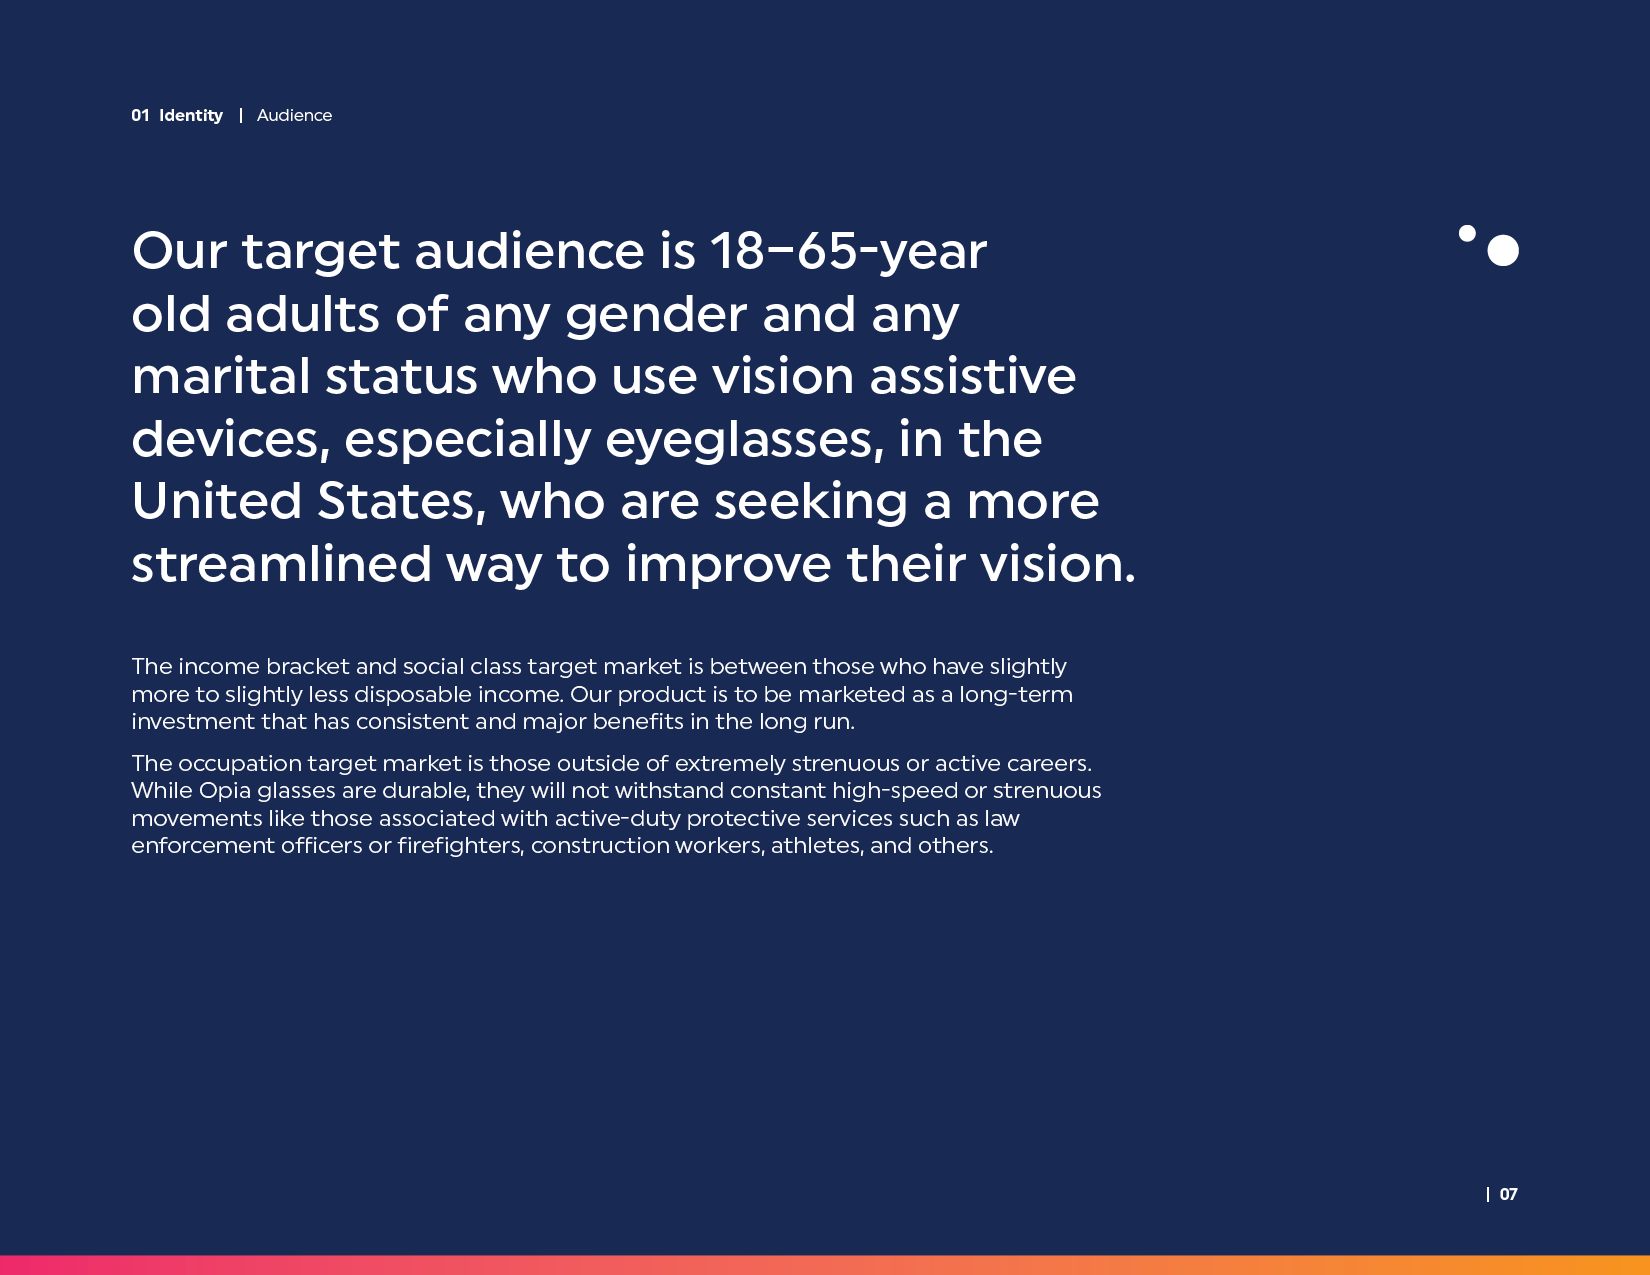 01 Identity | Audience
Our target audience is 18–65-year
old adults of any gender and any
marital status who use vision assistive
devices, especially eyeglasses, in the
United States, who are seeking a more
streamlined way to improve their vision.
The income bracket and social class target market is between those who have slightly
more to slightly less disposable income. Our product is to be marketed as a long-term
investment that has consistent and major benefits in the long run.
The occupation target market is those outside of extremely strenuous or active careers.
While Opia glasses are durable, they will not withstand constant high-speed or strenuous
movements like those associated with active-duty protective services such as law
enforcement officers or firefighters, construction workers, athletes, and others.
| 07